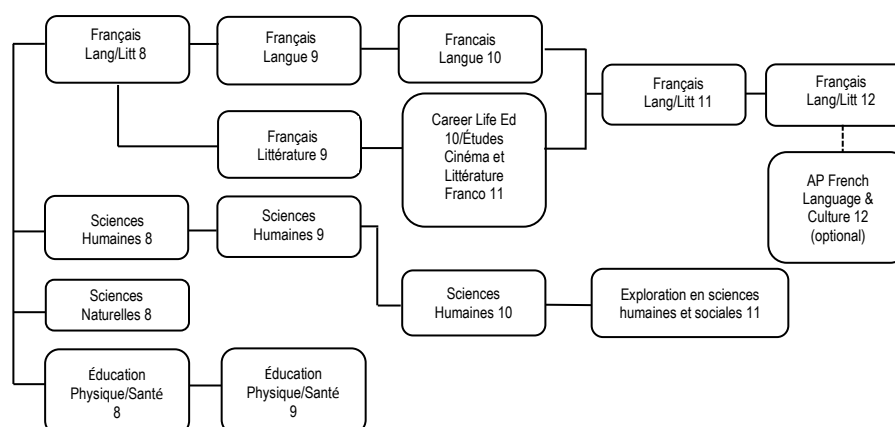 Français
Lang/Litt 8
Français
Langue 9
Francais
Langue 10
Français
Lang/Litt 11
Français
Lang/Litt 12
Français
Littérature 9
Career Life Ed
10/Études
Cinéma et
Littérature
Franco 11
AP French
Language &
Culture 12
(optional)
Sciences
Humaines 8
Sciences
Humaines 9
Sciences
Naturelles 8
Sciences
Humaines 10
Exploration en sciences
humaines et sociales 11
Éducation
Physique/Santé
8
Éducation
Physique/Santé
9